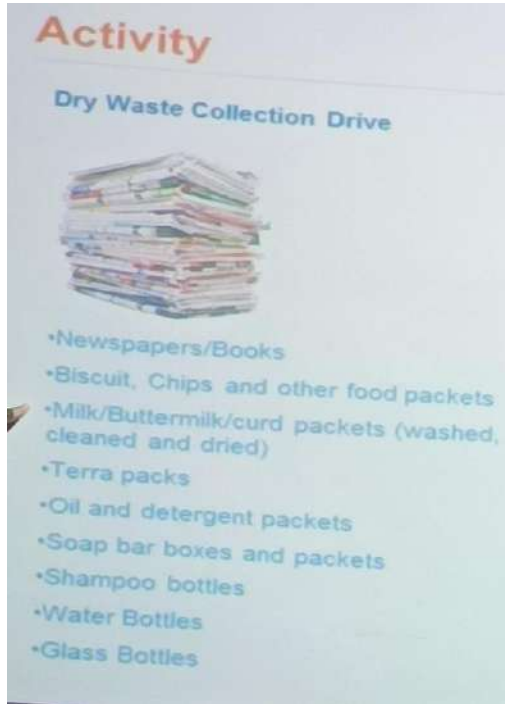 Activity
Dry Waste Collection Drive
•Newspapers/Books
•Biscuit, Chips and other food packets
•Milk/Buttermilk/curd packets (washed,
cleaned and dried)
•Terra packs
•Oil and detergent packets
•Soap bar boxes and packets
•Shampoo bottles
•Water Bottles
•Glass Bottles